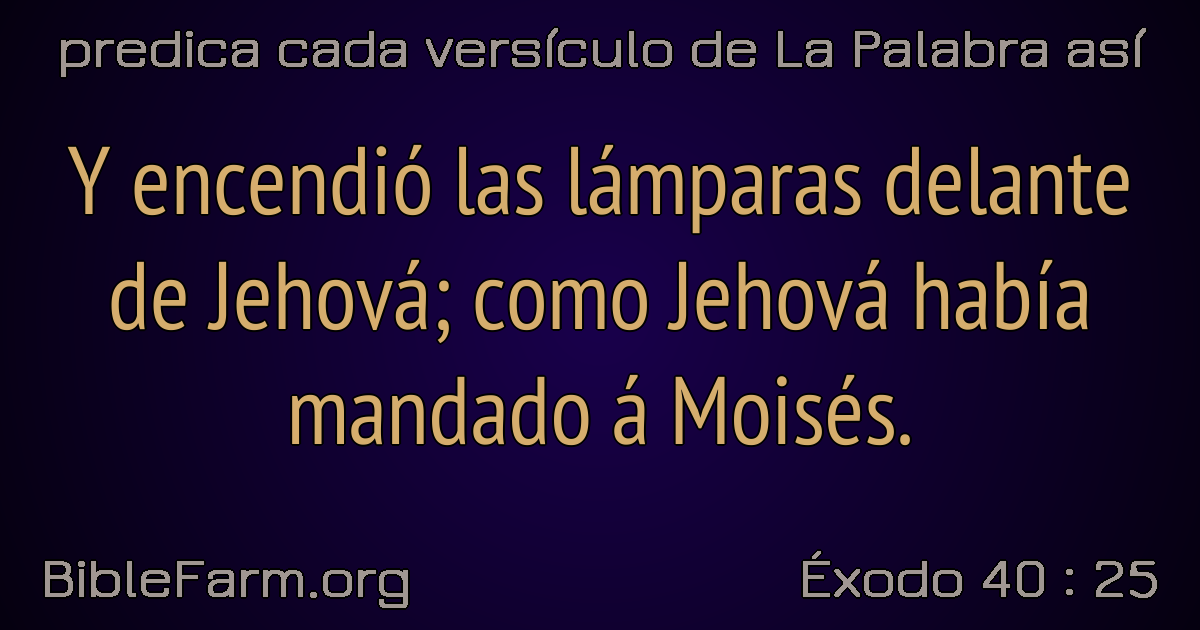 predica cada versículo de La Palabra así
Y encendió las lámparas delante
de Jehová; como Jehová había
mandado á Moisés.
BibleFarm.org
Éxodo 40 : 25